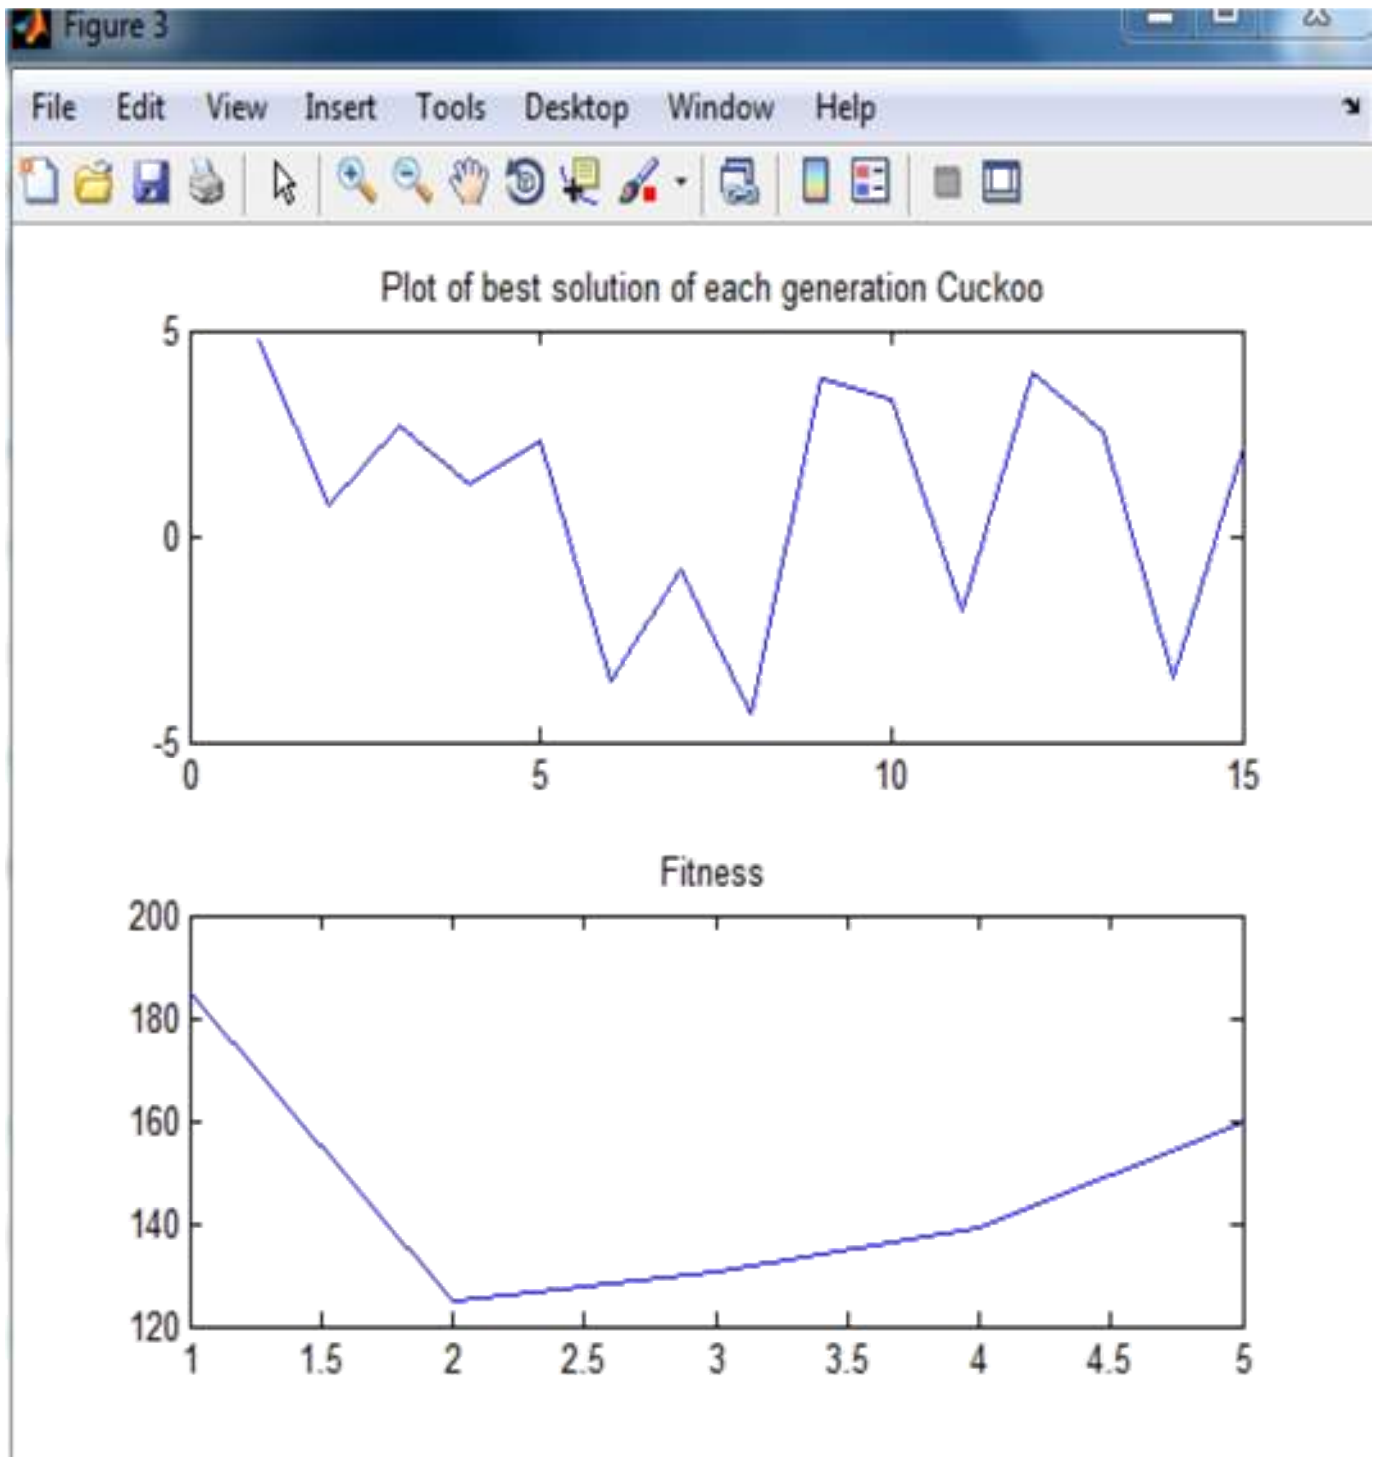 Figure 3
File Edit View Insert Tools Desktop Window Help
Plot of best solution of each generation Cuckoo
5
0
-5
0 5 10 15
Fitness
200
180
160
140
120
1 1.5 2 2.5 3 3.5 4 4.5 5